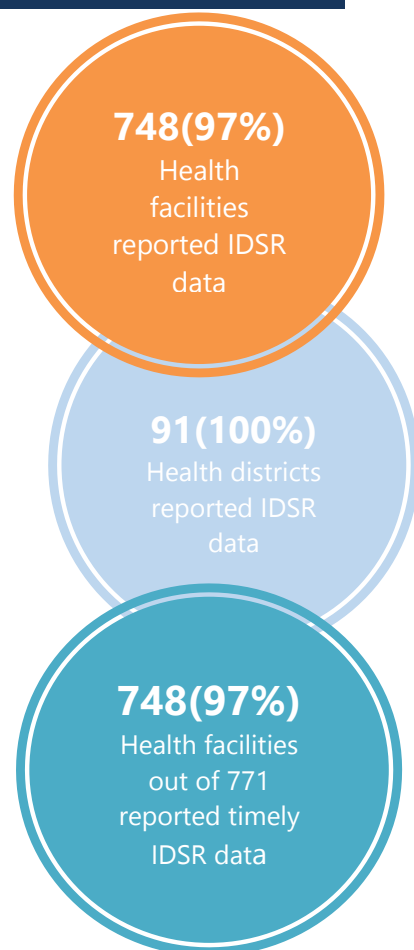 748(97%)
Health
facilities
reported IDSR
data
91(100%)
Health districts
reported IDSR
data
748(97%)
Health facilities
out of 771
reported timely
IDSR data